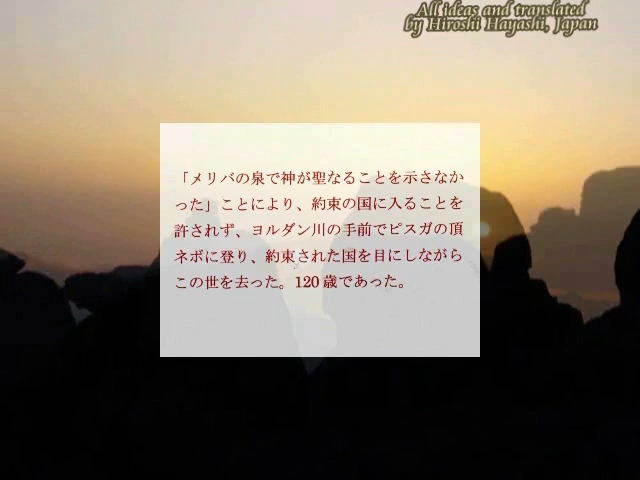 All ideas and translated
by Hiroshi Hayashi, Japan
「メリバの泉で神が聖なることを示さなか
った」ことにより、約束の国に入ることを
許されず、ヨルダン川の手前でピスガの頂
ネボに登り、約束された国を目にしながら
この世を去った。120 歳であった。